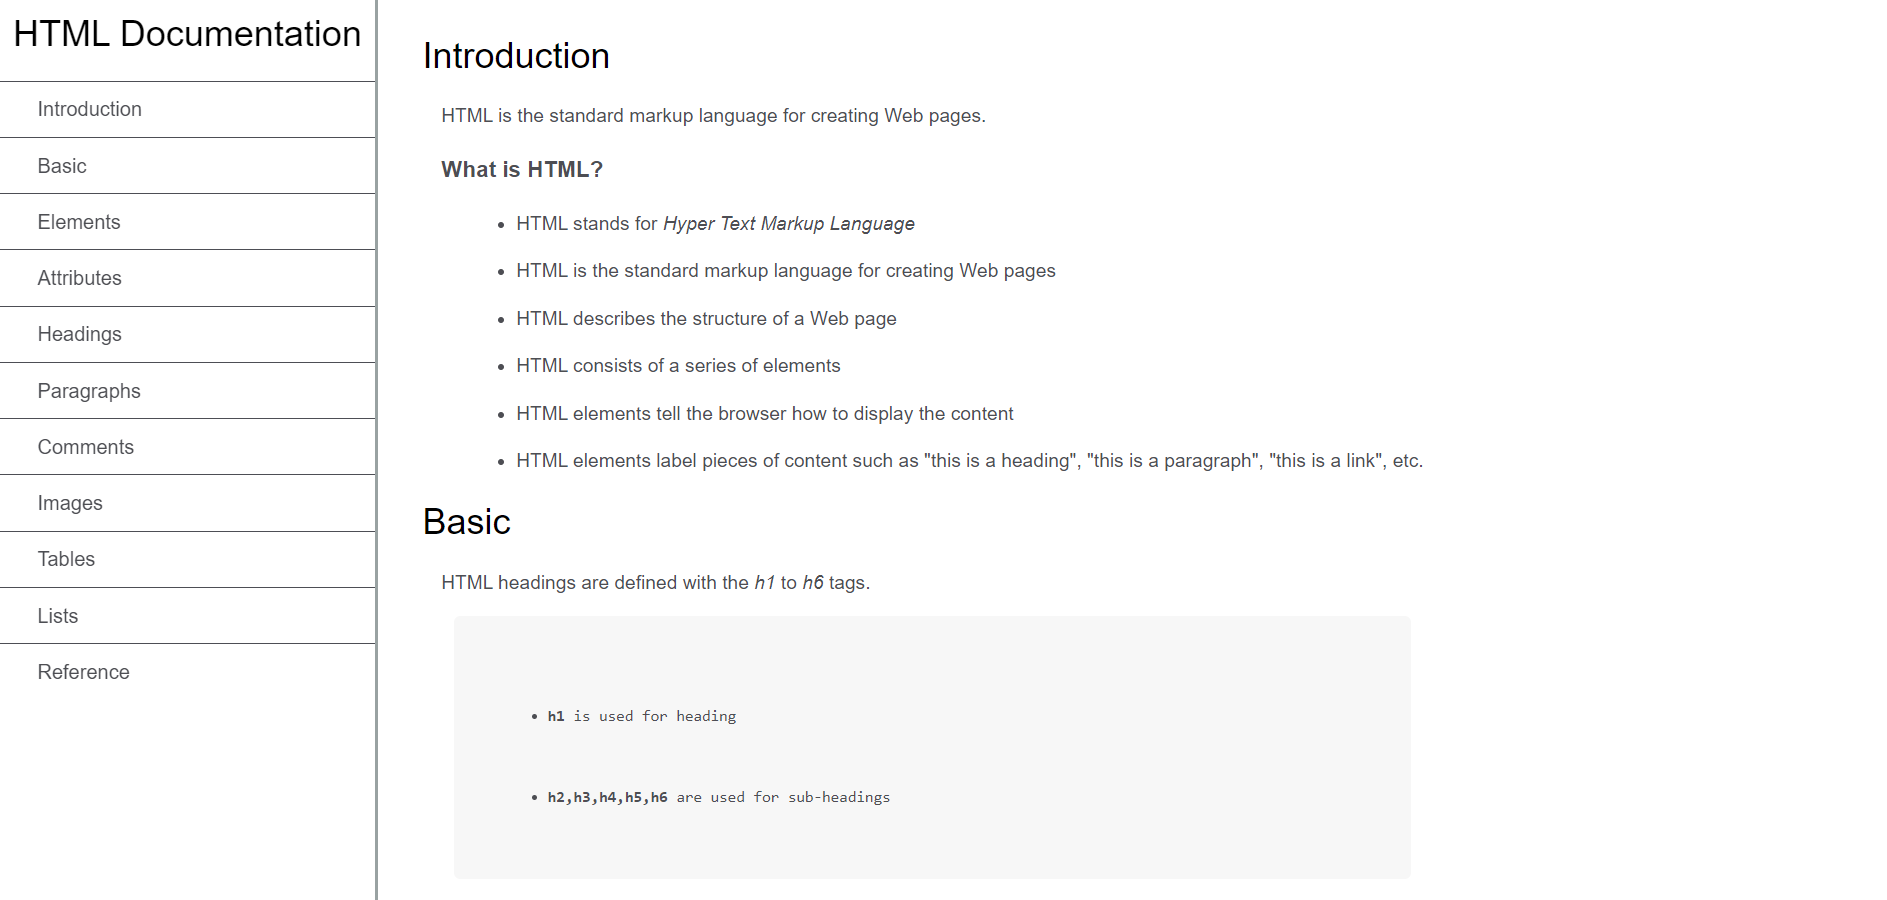 HTML Documentation
Introduction
Basic
Elements
Attributes
Headings
Paragraphs
Comments
Images
Tables
Lists
Reference
Introduction
HTML is the standard markup language for creating Web pages.
What is HTML?
• HTML stands for Hyper Text Markup Language
• HTML is the standard markup language for creating Web pages
• HTML describes the structure of a Web page
• HTML consists of a series of elements
• HTML elements tell the browser how to display the content
• HTML elements label pieces of content such as "this is a heading", "this is a paragraph", "this is a link", etc.
Basic
HTML headings are defined with the h1 to h6 tags.
• h1 is used for heading
• h2,h3,h4,h5,h6 are used for sub-headings